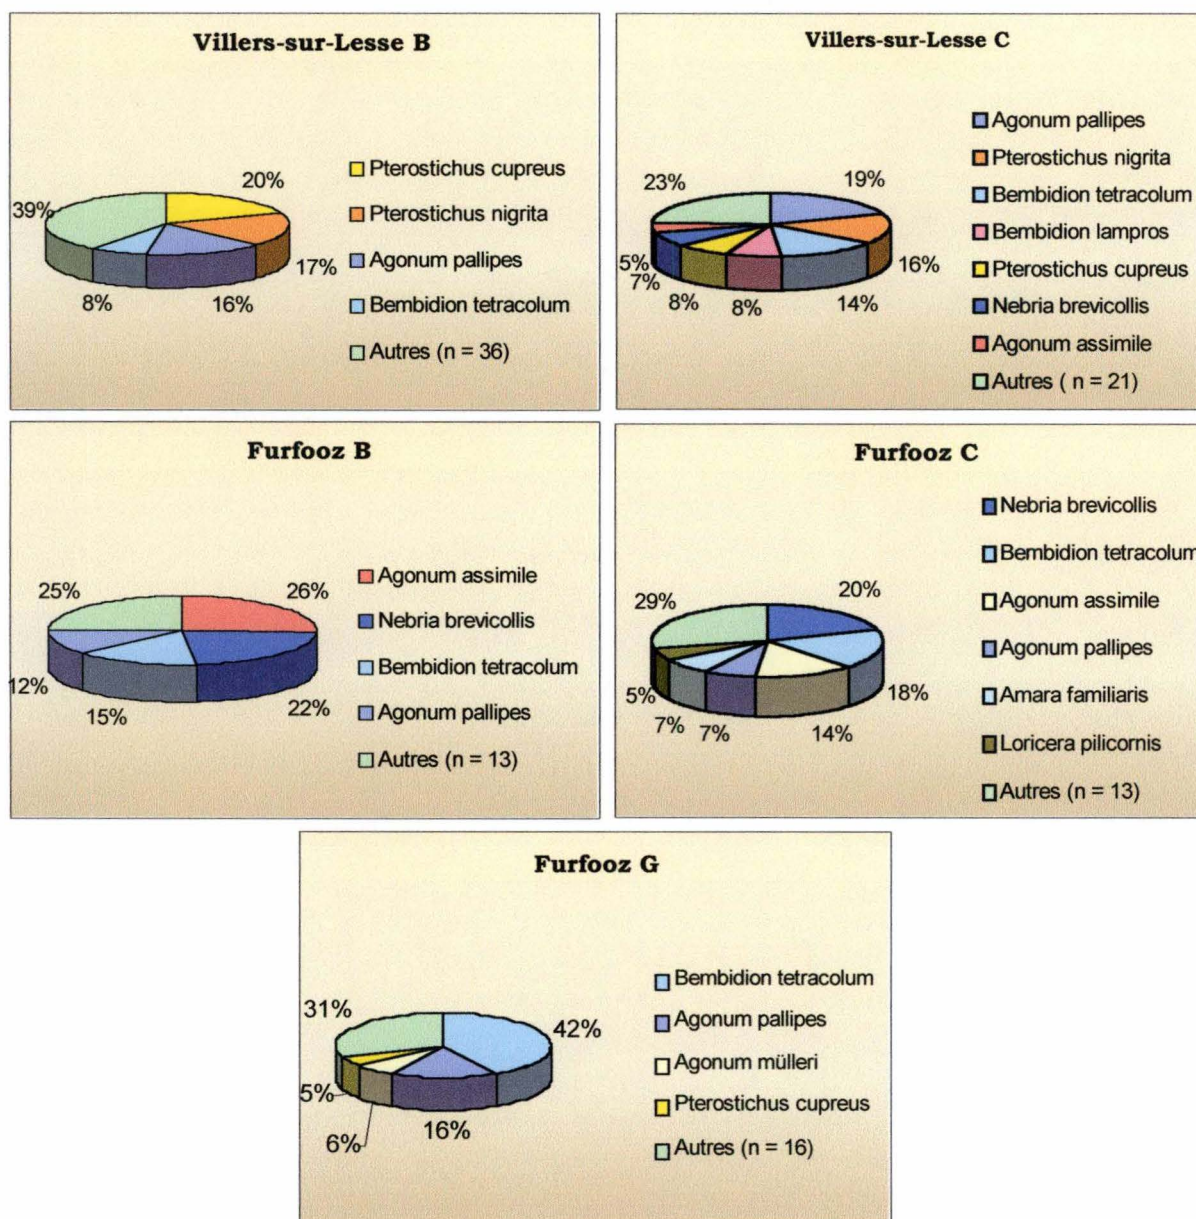 Villers-sur-Lesse B
20%
39%
17%
8%
16%
Pterostichus cupreus
Pterostichus nigrita
Agonum pallipes
Bembidion tetracolum
Autres (n = 36)
Villers-sur-Lesse C
23%
19%
5%
7%
16%
8%
8%
14%
Agonum pallipes
Pterostichus nigrita
Bembidion tetracolum
Bembidion lampros
Pterostichus cupreus
Nebria brevicollis
Agonum assimile
Autres ( n = 21)
Furfooz B
25%
26%
12%
15%
22%
Agonum assimile
Nebria brevicollis
Bembidion tetracolum
Agonum pallipes
Autres (n = 13)
Furfooz C
29%
20%
5%
18%
7%
7%
14%
Nebria brevicollis
Bembidion tetracolum
Agonum assimile
Agonum pallipes
Amara familiaris
Loricera pilicornis
Autres (n = 13)
Furfooz G
31%
42%
5%
6%
16%
Bembidion tetracolum
Agonum pallipes
Agonum mülleri
Pterostichus cupreus
Autres (n = 16)